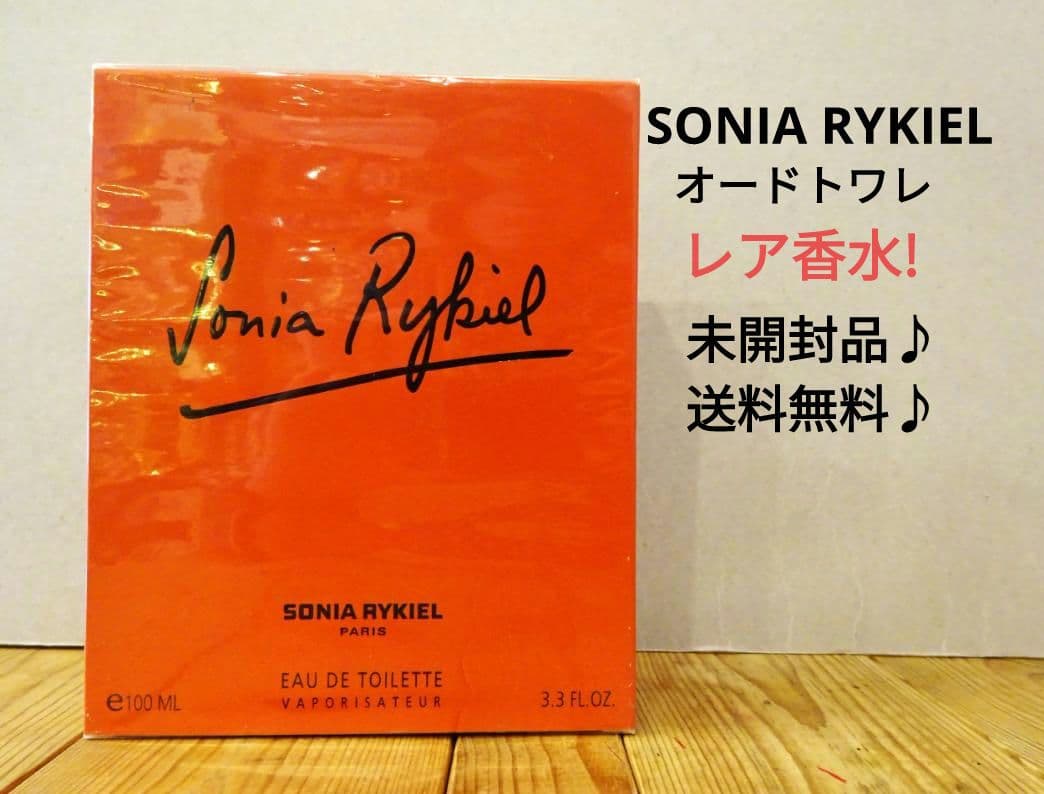 Sonia Rykiel
SONIA RYKIEL
PARIS
EAU DE TOILETTE
VAPORISATEUR
e100 ML
3.3 FL.OZ.
SONIA RYKIEL
オードトワレ
レア香水!
未開封品♪
送料無料♪